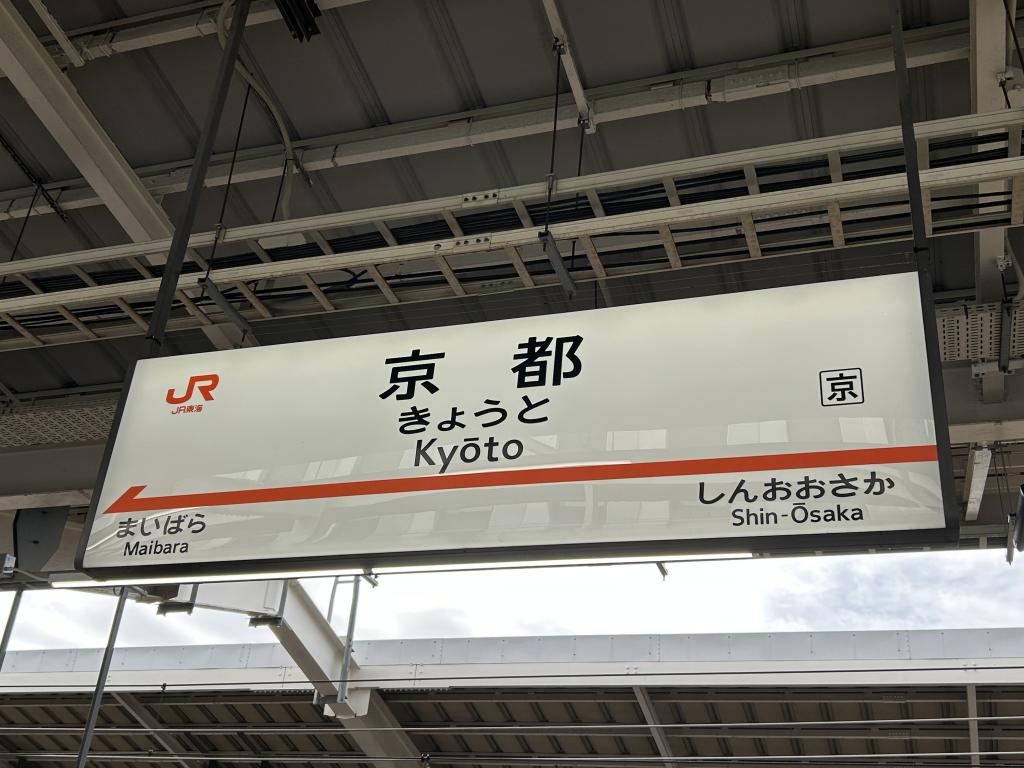 JR
JR東海
京都
きょうと
Kyōto
京
まいばら
Maibara
しんおおさか
Shin-Ōsaka